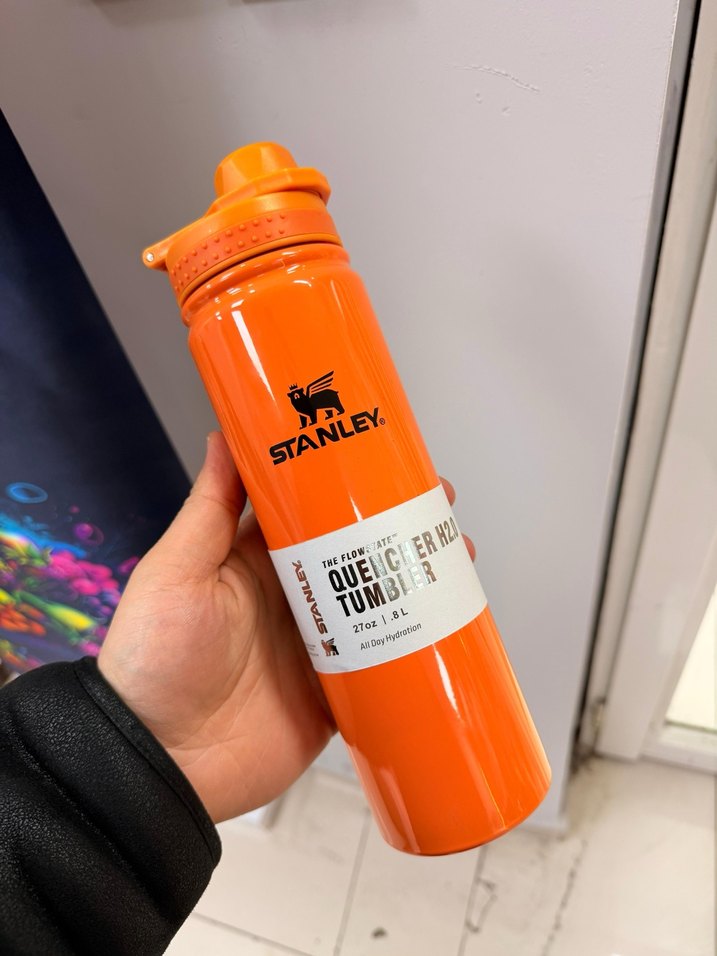 STANLEY®
THE FLOWSTATE™
QUENCHER H2.0
TUMBLER
27oz | .8 L
All Day Hydration
STANLEY